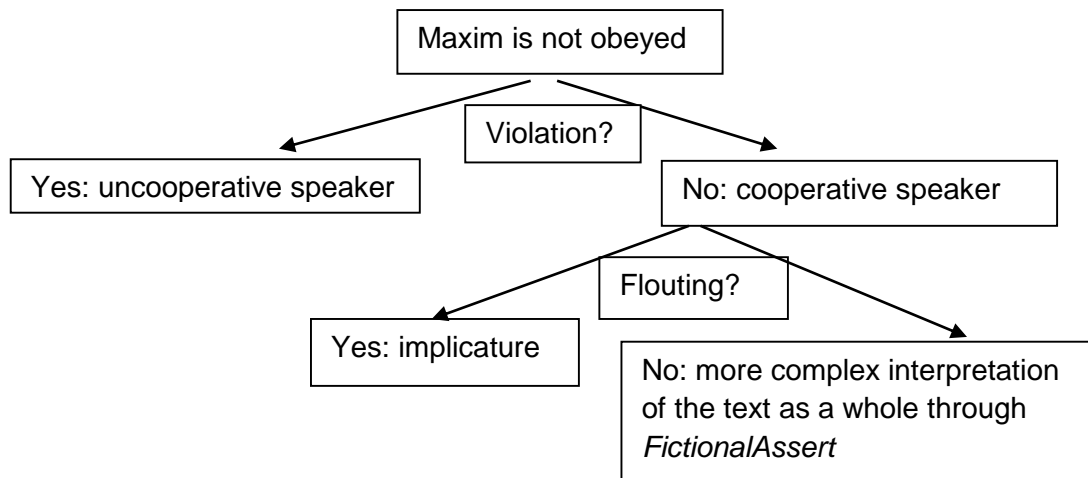 Maxim is not obeyed
Violation?
Yes: uncooperative speaker
No: cooperative speaker
Flouting?
Yes: implicature
No: more complex interpretation
of the text as a whole through
FictionalAssert